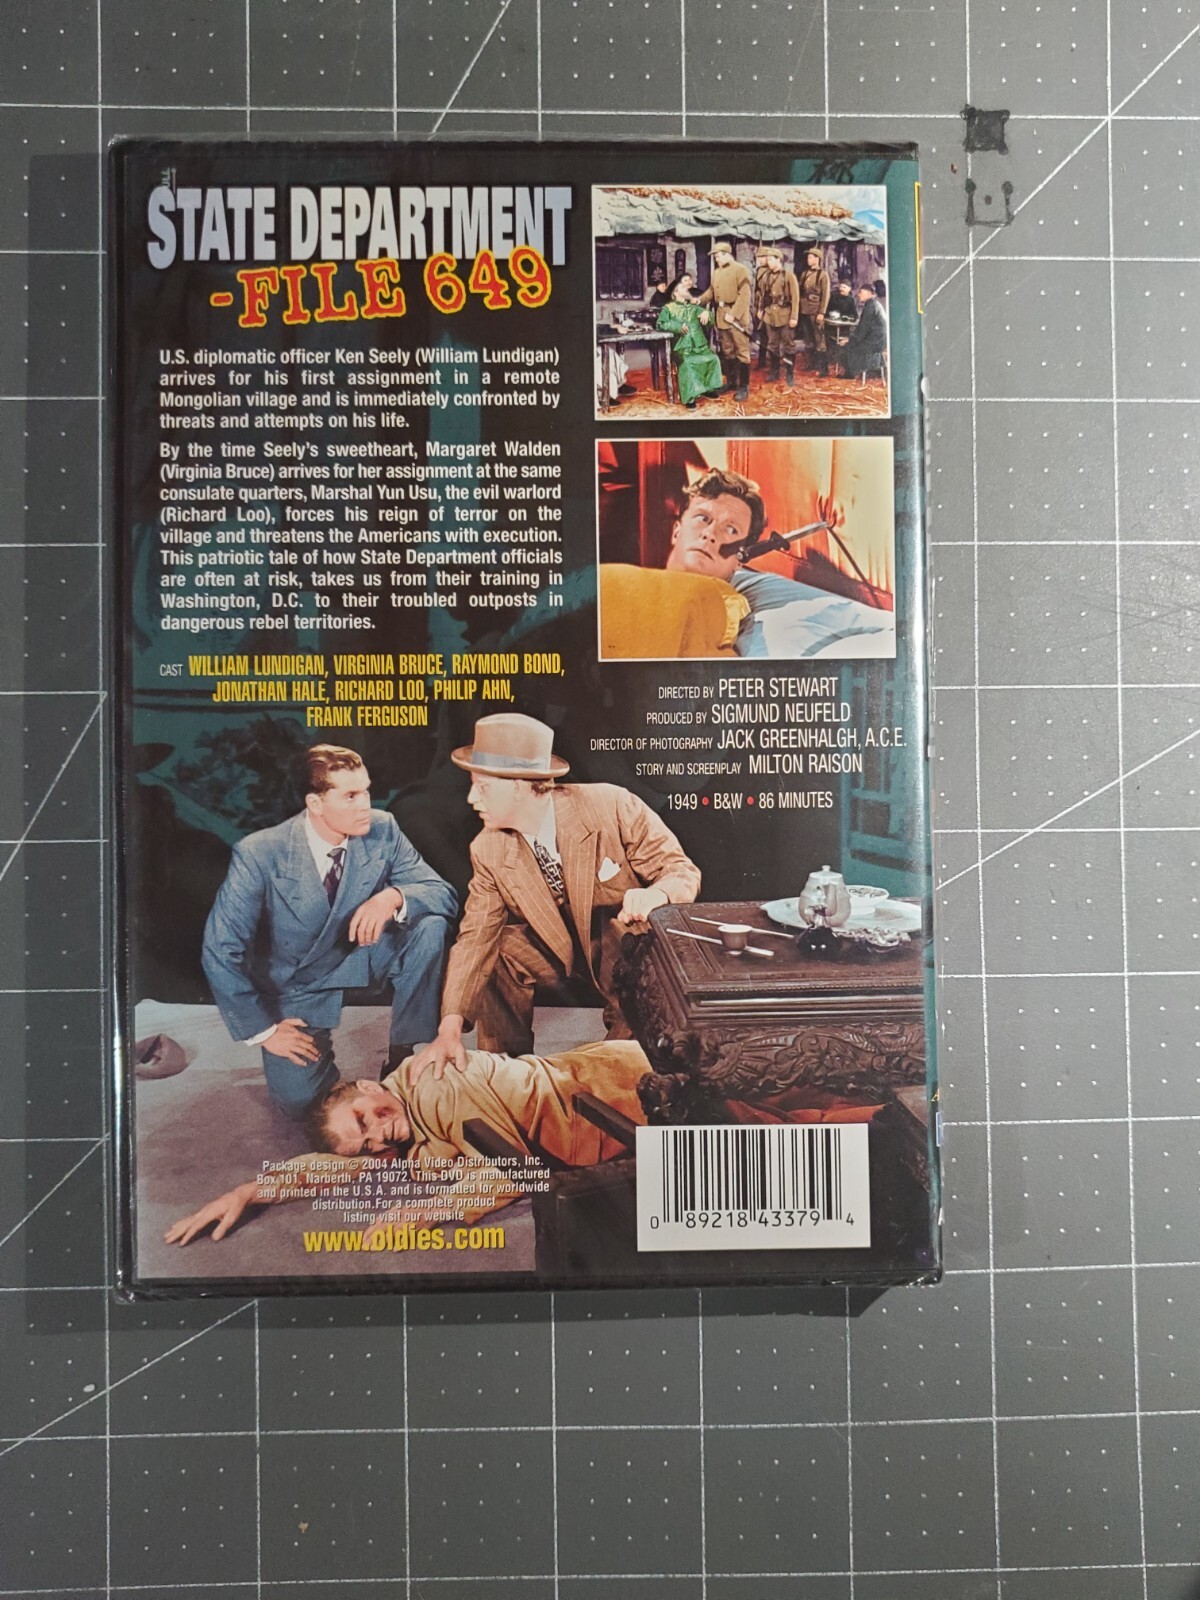 STATE DEPARTMENT
-FILE 649
U.S. diplomatic officer Ken Seely (William Lundigan)
arrives for his first assignment in a remote
Mongolian village and is immediately confronted by
threats and attempts on his life.
By the time Seely's sweetheart, Margaret Walden
(Virginia Bruce) arrives for her assignment at the same
consulate quarters, Marshal Yun Usu, the evil warlord
(Richard Loo), forces his reign of terror on the
village and threatens the Americans with execution.
This patriotic tale of how State Department officials
are often at risk, takes us from their training in
Washington, D.C. to their troubled outposts in
dangerous rebel territories.
CAST WILLIAM LUNDIGAN, VIRGINIA BRUCE, RAYMOND BOND,
JONATHAN HALE, RICHARD LOO, PHILIP AHN,
FRANK FERGUSON
DIRECTED BY PETER STEWART
PRODUCED BY SIGMUND NEUFELD
DIRECTOR OF PHOTOGRAPHY JACK GREENHALGH, A.C.E.
STORY AND SCREENPLAY MILTON RAISON
1949 • B&W • 86 MINUTES
Package design © 2004 Alpha Video Distributors, Inc.
Box 101, Narberth, PA 19072. This DVD is manufactured
and printed in the U.S.A. and is formatted for worldwide
distribution.For a complete product
listing visit our website
www.oldies.com
0 89218 43379 4